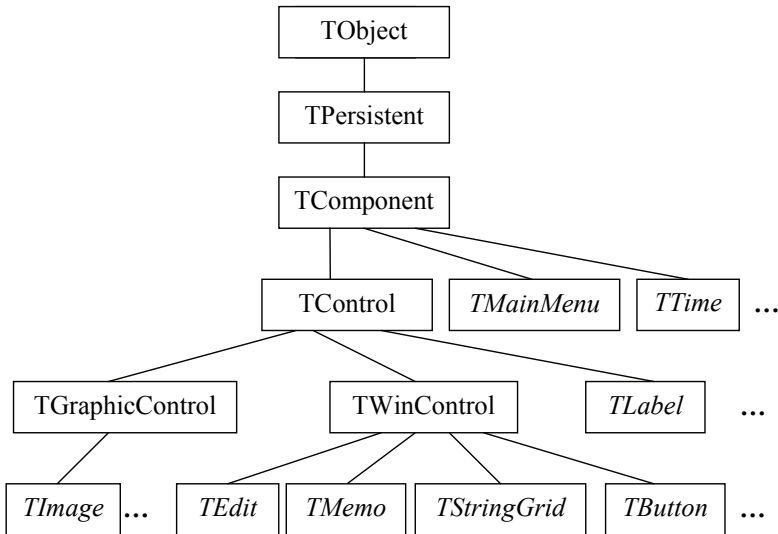 TObject
TPersistent
TComponent
TControl
TMainMenu
TTime
...
TGraphicControl
TWinControl
TLabel
...
TImage
...
TEdit
TMemo
TStringGrid
TButton
...